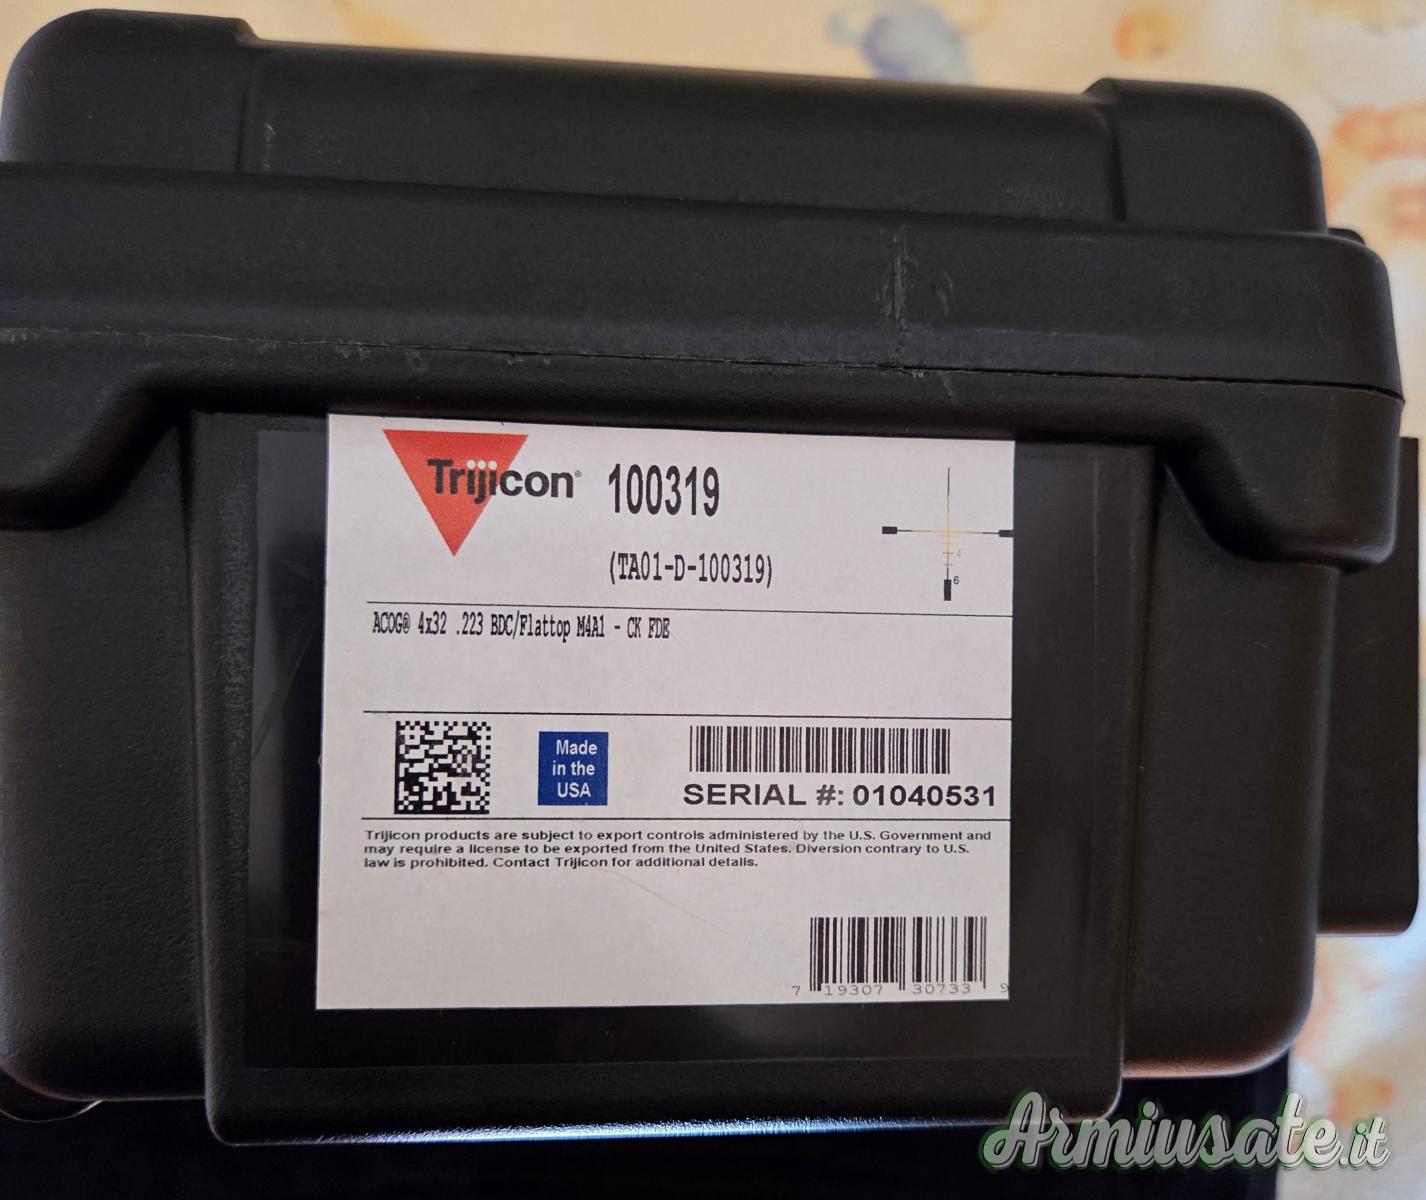 Trijicon® 100319
(TA01-D-100319)
4
6
ACOG® 4x32 .223 BDC/Flattop M4A1 - CK FDE
Made
in the
USA
SERIAL #: 01040531
Trijicon products are subject to export controls administered by the U.S. Government and
may require a license to be exported from the United States. Diversion contrary to U.S.
law is prohibited. Contact Trijicon for additional details.
7 19307 30733 9
Armiusate.it